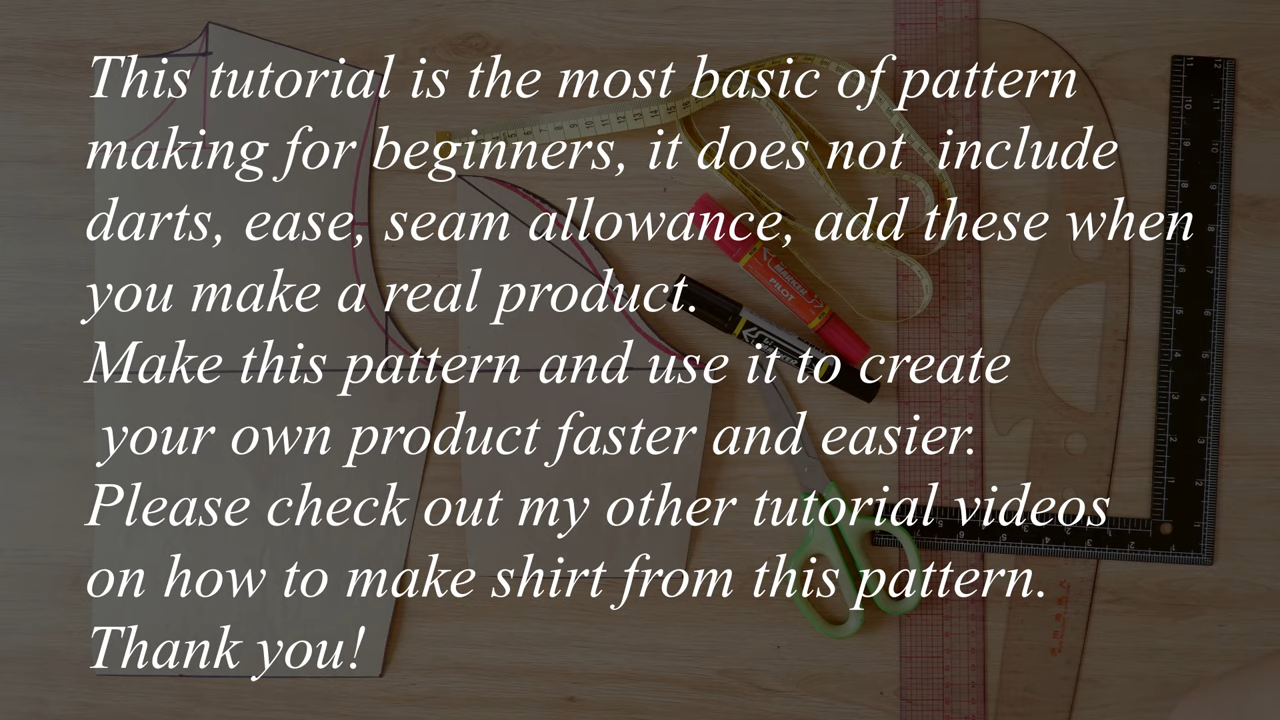 This tutorial is the most basic of pattern
making for beginners, it does not  include
darts, ease, seam allowance, add these when
you make a real product.
Make this pattern and use it to create
your own product faster and easier.
Please check out my other tutorial videos
on how to make shirt from this pattern.
Thank you!
MARKER
PILOT